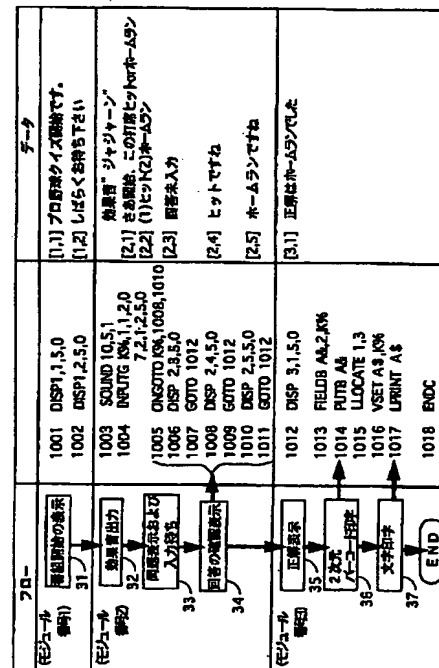 フロー
データ
(モジュール
番号1)
番組開始の表示
31
1001 DISP1,1,5,0
1002 DISP1,2,5,0
[1,1] プロ野球クイズ開始です。
[1,2] しばらくお待ち下さい
(モジュール
番号2)
効果音出力
32
問題表示および
入力待ち
33
回答の確認表示
34
1003 SOUND 10,5,1
1004 INPUTG K%,1,1,2,0
7,2,1,2,5,0
1005 ONGOTO K%,1008,1010
1006 DISP 2,3,5,0
1007 GOTO 1012
1008 DISP 2,4,5,0
1009 GOTO 1012
1010 DISP 2,5,5,0
1011 GOTO 1012
効果音"ジャジャーン"
[2,1] さあ開始、この打席ヒットorホームラン
[2,2] (1)ヒット(2)ホームラン
[2,3] 回答未入力
[2,4] ヒットですね
[2,5] ホームランですね
(モジュール
番号3)
正解表示
35
2次元
バーコード印字
36
文字印字
37
END
1012 DISP 3,1,5,0
1013 FIELDB A&,2,K%
1014 PUTB A&
1015 LLOCATE 1,3
1016 VSET A$,K%
1017 LPRINT A$
1018 ENDC
[3,1] 正解はホームランでした